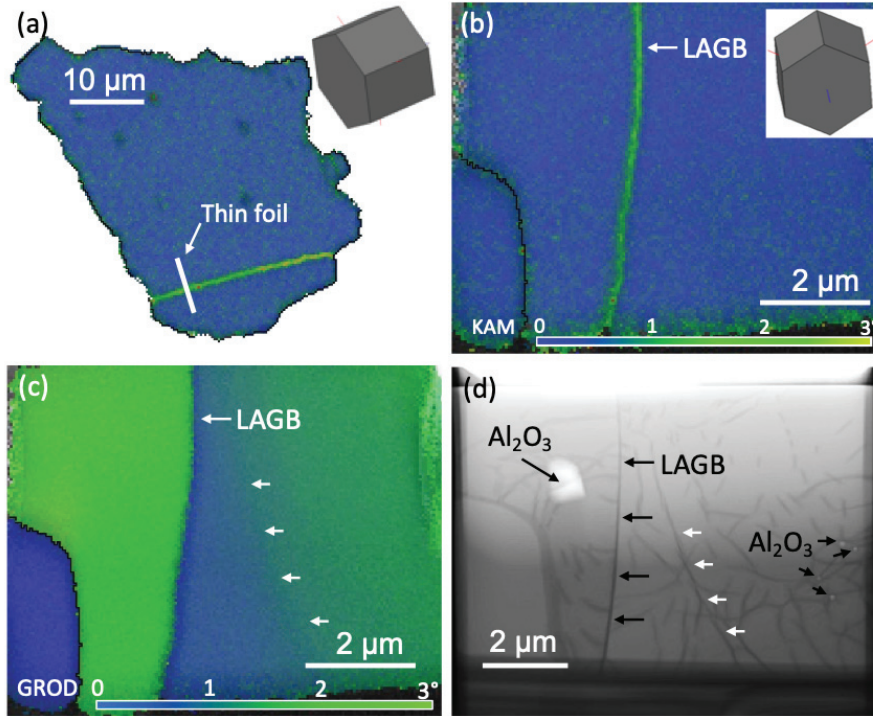 (a)
10 μm
Thin foil
(b)
LAGB
2 μm
KAM 0 1 2 3°
(c)
LAGB
2 μm
GROD 0 1 2 3°
(d)
Al₂O₃
LAGB
Al₂O₃
2 μm